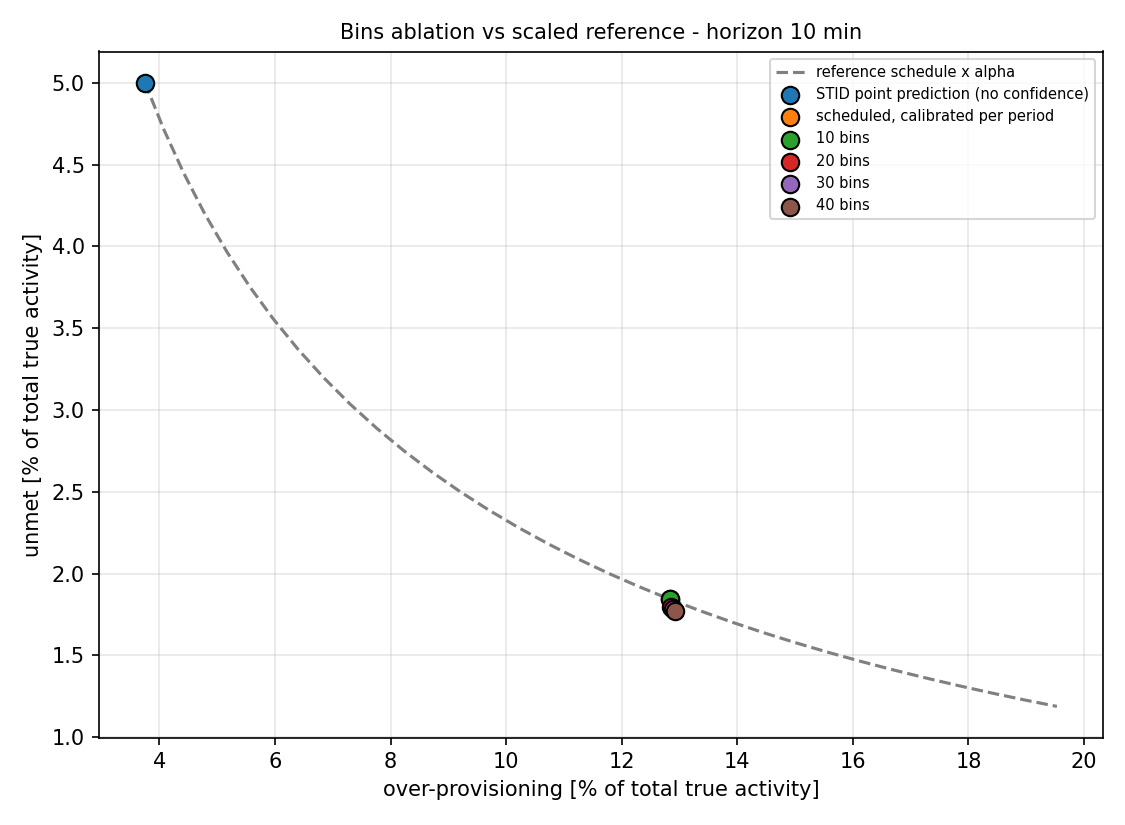 Bins ablation vs scaled reference - horizon 10 min
reference schedule x alpha
STID point prediction (no confidence)
scheduled, calibrated per period
10 bins
20 bins
30 bins
40 bins
unmet [% of total true activity]
5.0
4.5
4.0
3.5
3.0
2.5
2.0
1.5
1.0
4
6
8
10
12
14
16
18
20
over-provisioning [% of total true activity]